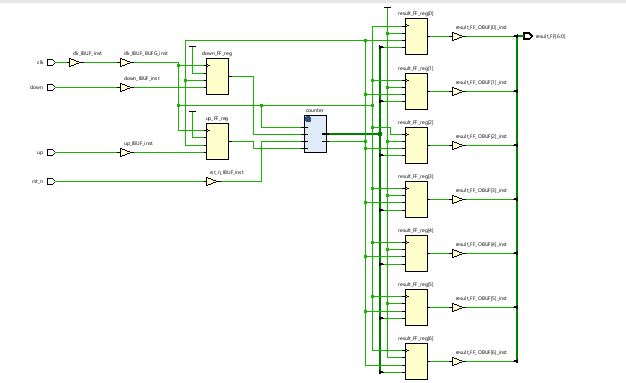 result_FF_reg[0]
result_FF_OBUF[0]_inst
result_FF[6:0]
clk_IBUF_inst
clk_IBUF_BUFG_inst
down_FF_reg
clk
result_FF_reg[1]
result_FF_OBUF[1]_inst
down_IBUF_inst
down
counter
up_FF_reg
result_FF_reg[2]
result_FF_OBUF[2]_inst
up_IBUF_inst
up
rst_n_IBUF_inst
rst_n
result_FF_reg[3]
result_FF_OBUF[3]_inst
result_FF_reg[4]
result_FF_OBUF[4]_inst
result_FF_reg[5]
result_FF_OBUF[5]_inst
result_FF_reg[6]
result_FF_OBUF[6]_inst